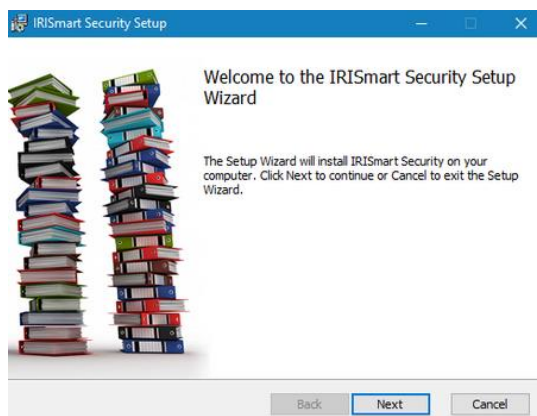 IRISmart Security Setup
Welcome to the IRISmart Security Setup
Wizard
The Setup Wizard will install IRISmart Security on your
computer. Click Next to continue or Cancel to exit the Setup
Wizard.
Back Next Cancel